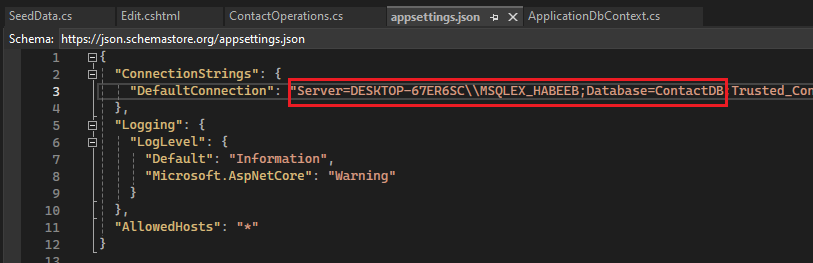 SeedData.cs Edit.cshtml ContactOperations.cs appsettings.json ApplicationDbContext.cs
Schema: https://json.schemastore.org/appsettings.json
1 {
2 "ConnectionStrings": {
3 "DefaultConnection": "Server=DESKTOP-67ER6SC\\MSQLEX_HABEEB;Database=ContactDB;Trusted_Con
4 },
5 "Logging": {
6 "LogLevel": {
7 "Default": "Information",
8 "Microsoft.AspNetCore": "Warning"
9 }
10 },
11 "AllowedHosts": "*"
12 }
13